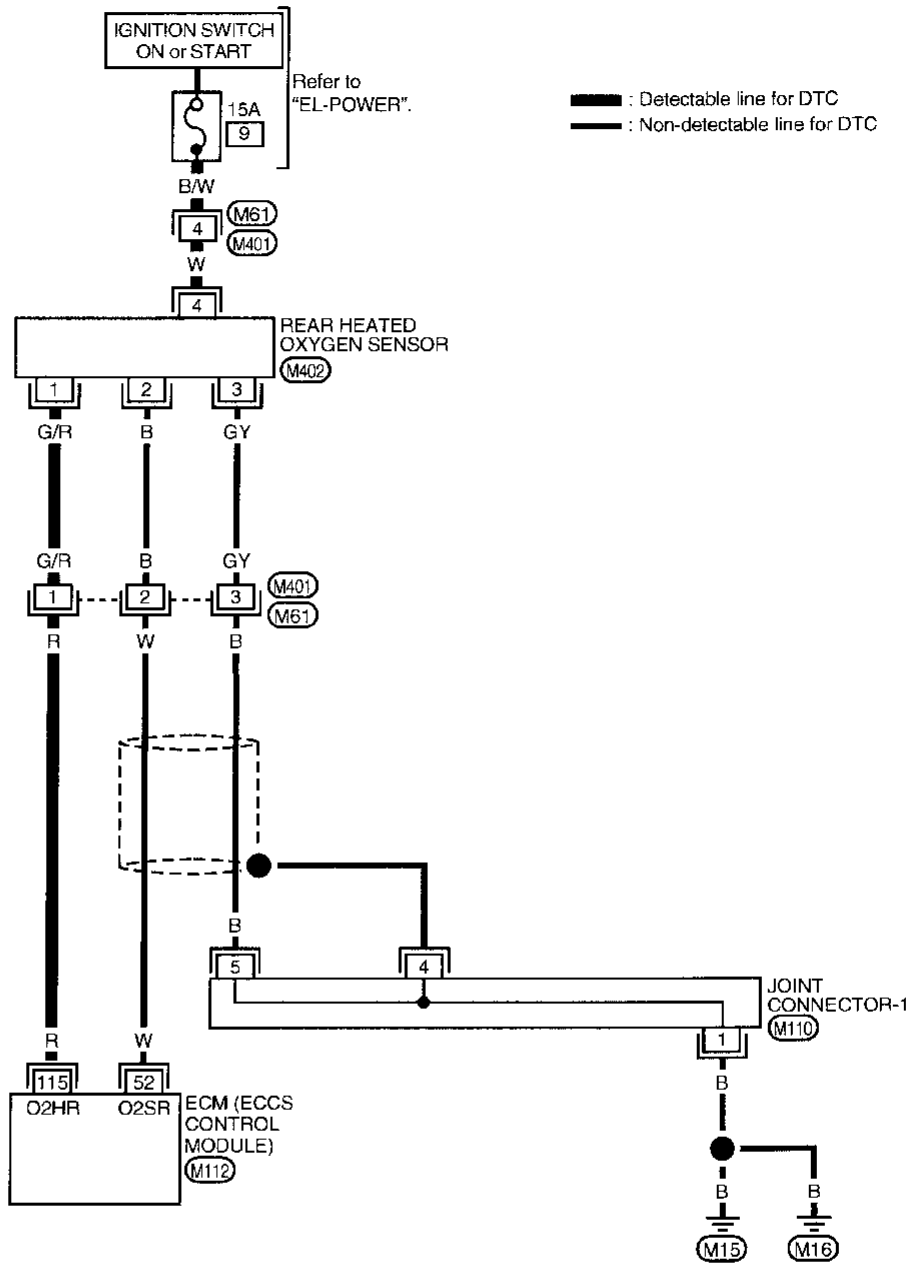 IGNITION SWITCH
ON or START
Refer to
"EL-POWER".
15A
9
: Detectable line for DTC
: Non-detectable line for DTC
B/W
4
M61
M401
W
4
REAR HEATED
OXYGEN SENSOR
M402
1 2 3
G/R B GY
G/R B GY
1 2 3
M401
M61
R W B
B
5 4
JOINT
CONNECTOR-1
M110
1
R W
115 52
O2HR O2SR
ECM (ECCS
CONTROL
MODULE)
M112
B
B B
M15 M16